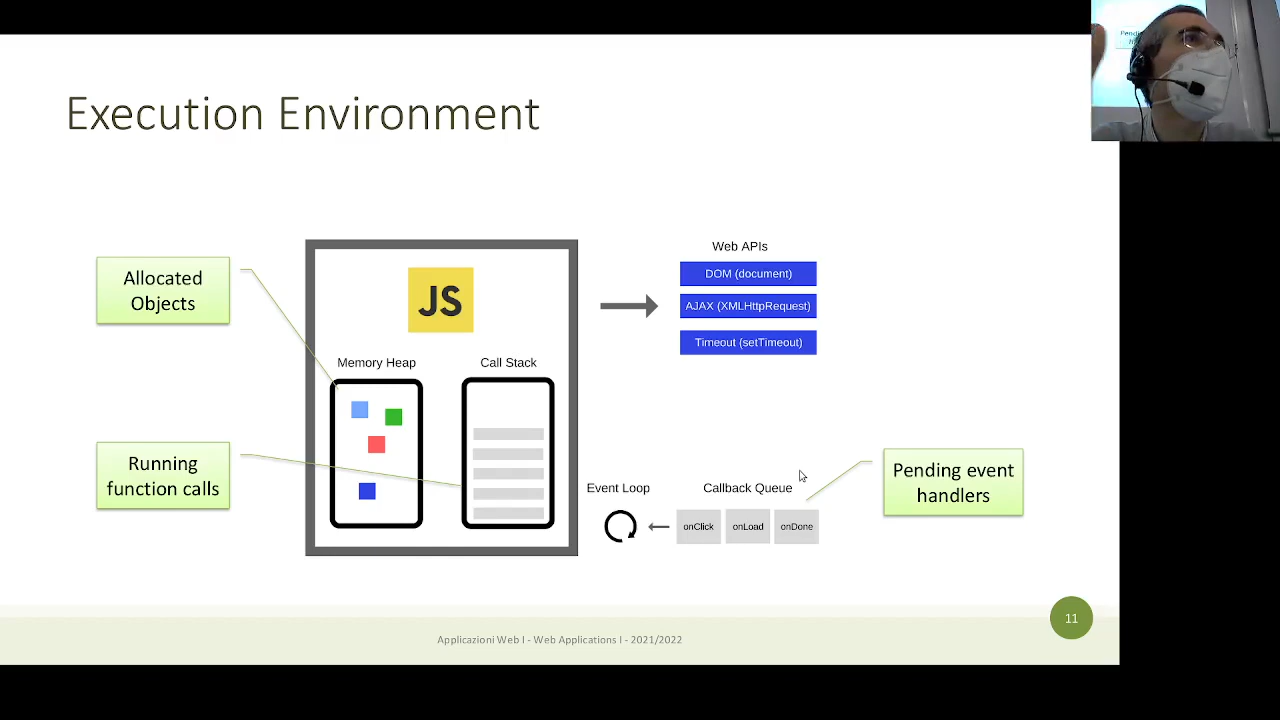 Execution Environment
Allocated
Objects
JS
Memory Heap
Call Stack
Running
function calls
Web APIs
DOM (document)
AJAX (XMLHttpRequest)
Timeout (setTimeout)
Event Loop
Callback Queue
onClick
onLoad
onDone
Pending event
handlers
Applicazioni Web I - Web Applications I - 2021/2022
11